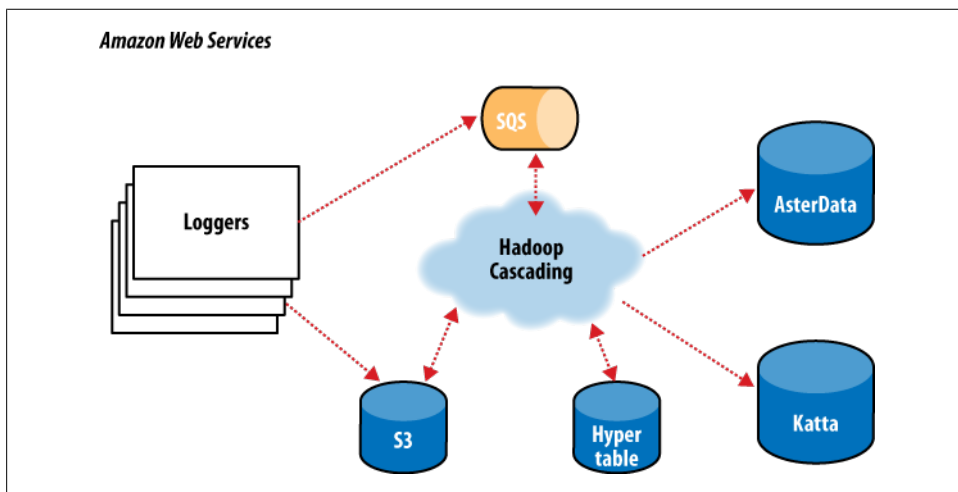 Amazon Web Services
SQS
Loggers
AsterData
Hadoop
Cascading
S3
Hyper
table
Katta